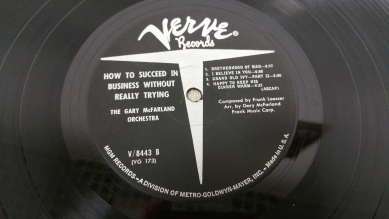 Verve
Records
HOW TO SUCCEED IN
BUSINESS WITHOUT
REALLY TRYING
THE GARY McFARLAND
ORCHESTRA
V/8443 B
(VG 173)
1. BROTHERHOOD OF MAN—
2. I BELIEVE IN YOU—
3. GRAND OLD IVY—PART II—
4. HAPPY TO KEEP HIS
DINNER WARM—
(ASCAP)
Composed by Frank Loesser
Arr. by Gary McFarland
Frank Music Corp.
MGM RECORDS—A DIVISION OF METRO-GOLDWYN-MAYER, INC.—Made in U.S.A.